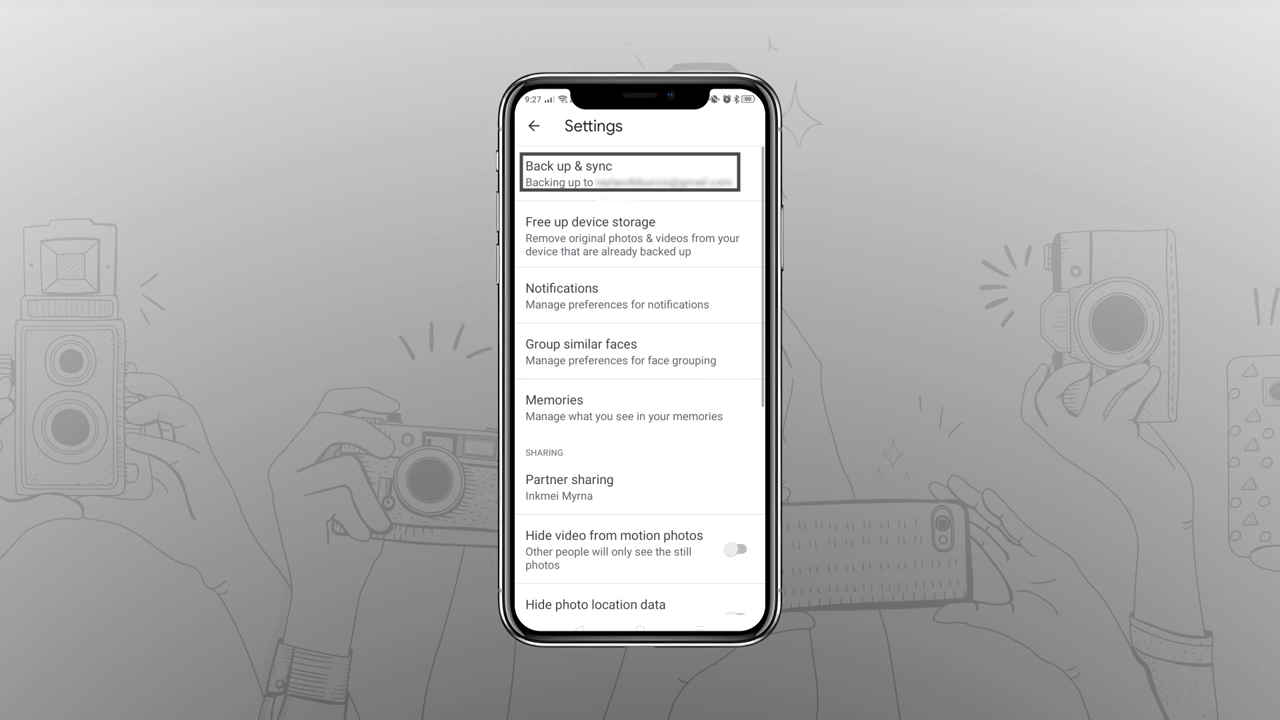 9:27
Settings
Back up & sync
Backing up to
Free up device storage
Remove original photos & videos from your
device that are already backed up
Notifications
Manage preferences for notifications
Group similar faces
Manage preferences for face grouping
Memories
Manage what you see in your memories
SHARING
Partner sharing
Inkmei Myrna
Hide video from motion photos
Other people will only see the still
photos
Hide photo location data